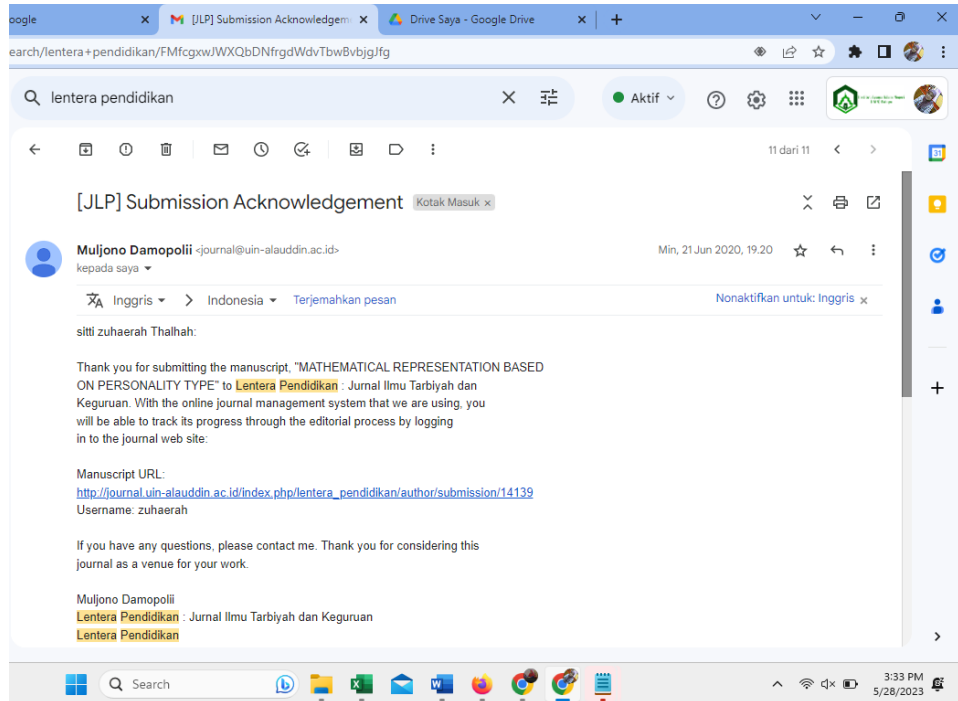 oogle
[JLP] Submission Acknowledgem
Drive Saya - Google Drive
earch/lentera+pendidikan/FMfcgxwJWXQbDNfrgdWdvTbwBvbjgJfg
lentera pendidikan
Aktif
11 dari 11
31
[JLP] Submission Acknowledgement Kotak Masuk x
Muljono Damopolii <journal@uin-alauddin.ac.id>
Min, 21 Jun 2020, 19.20
kepada saya
Inggris > Indonesia Terjemahkan pesan
Nonaktifkan untuk: Inggris x
sitti zuhaerah Thalhah:
Thank you for submitting the manuscript, "MATHEMATICAL REPRESENTATION BASED
ON PERSONALITY TYPE" to Lentera Pendidikan : Jurnal Ilmu Tarbiyah dan
Keguruan. With the online journal management system that we are using, you
will be able to track its progress through the editorial process by logging
in to the journal web site:
Manuscript URL:
http://journal.uin-alauddin.ac.id/index.php/lentera_pendidikan/author/submission/14139
Username: zuhaerah
If you have any questions, please contact me. Thank you for considering this
journal as a venue for your work.
Muljono Damopolii
Lentera Pendidikan : Jurnal Ilmu Tarbiyah dan Keguruan
Lentera Pendidikan
Search
3:33 PM
5/28/2023